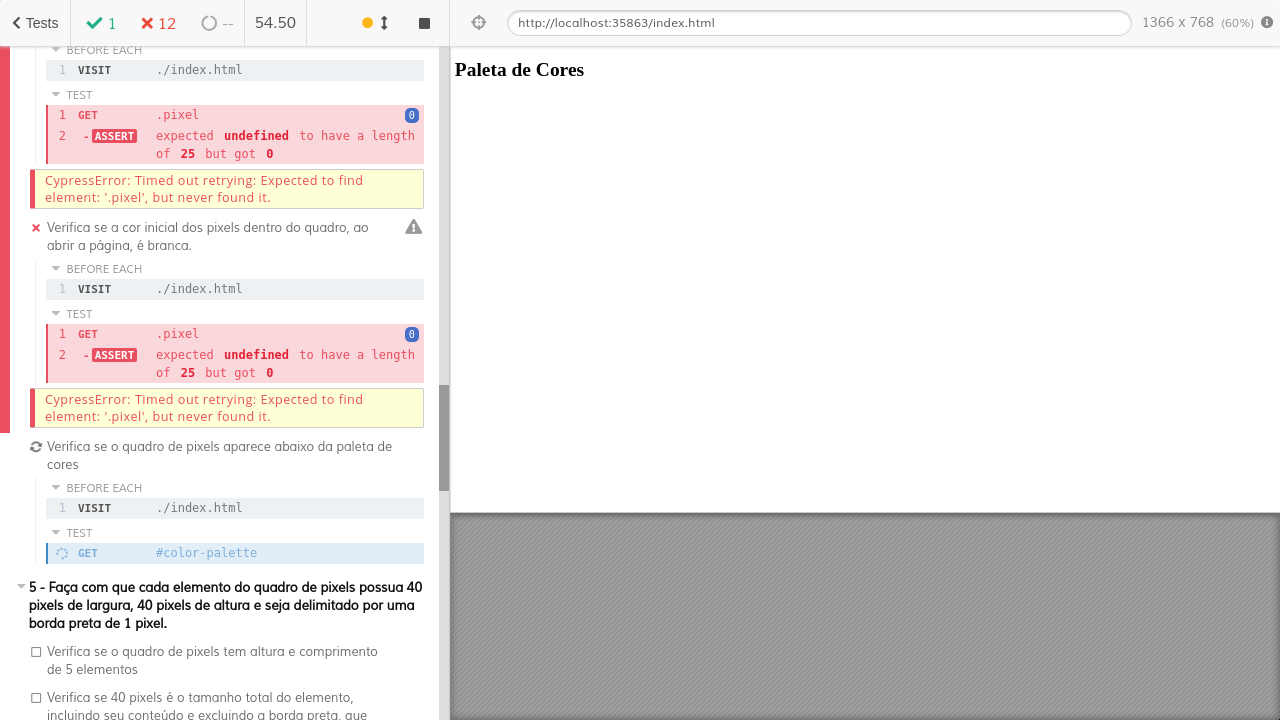 Tests
1
12
--
54.50
http://localhost:35863/index.html
1366 x 768 (60%)
BEFORE EACH
1 VISIT ./index.html
TEST
1 GET .pixel 0
2 -ASSERT expected undefined to have a length
of 25 but got 0
CypressError: Timed out retrying: Expected to find
element: '.pixel', but never found it.
Verifica se a cor inicial dos pixels dentro do quadro, ao
abrir a página, é branca.
BEFORE EACH
1 VISIT ./index.html
TEST
1 GET .pixel 0
2 -ASSERT expected undefined to have a length
of 25 but got 0
CypressError: Timed out retrying: Expected to find
element: '.pixel', but never found it.
Verifica se o quadro de pixels aparece abaixo da paleta de
cores
BEFORE EACH
1 VISIT ./index.html
TEST
GET #color-palette
5 - Faça com que cada elemento do quadro de pixels possua 40
pixels de largura, 40 pixels de altura e seja delimitado por uma
borda preta de 1 pixel.
Verifica se o quadro de pixels tem altura e comprimento
de 5 elementos
Verifica se 40 pixels é o tamanho total do elemento,
incluindo seu conteúdo e excluindo a borda preta, que
Paleta de Cores